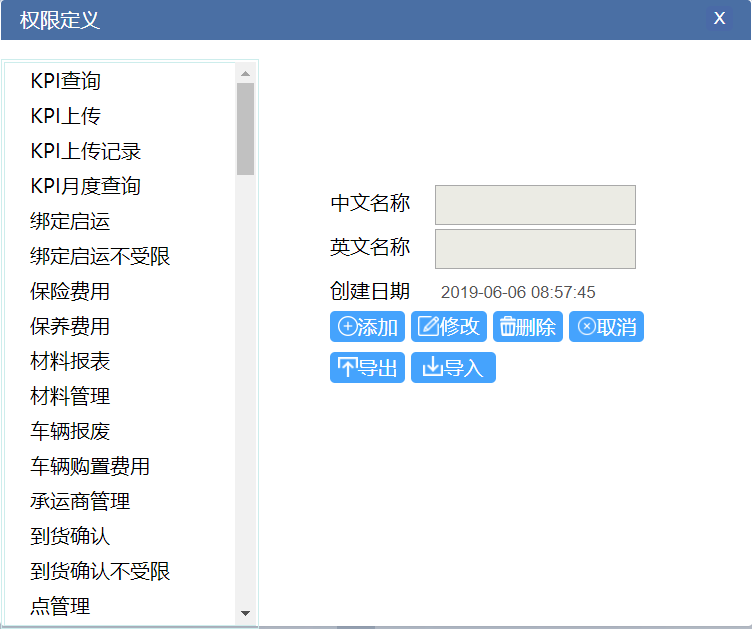 权限定义 X
KPI查询
KPI上传
KPI上传记录
KPI月度查询
绑定启运
绑定启运不受限
保险费用
保养费用
材料报表
材料管理
车辆报废
车辆购置费用
承运商管理
到货确认
到货确认不受限
点管理
中文名称
英文名称
创建日期 2019-06-06 08:57:45
添加 修改 删除 取消
导出 导入